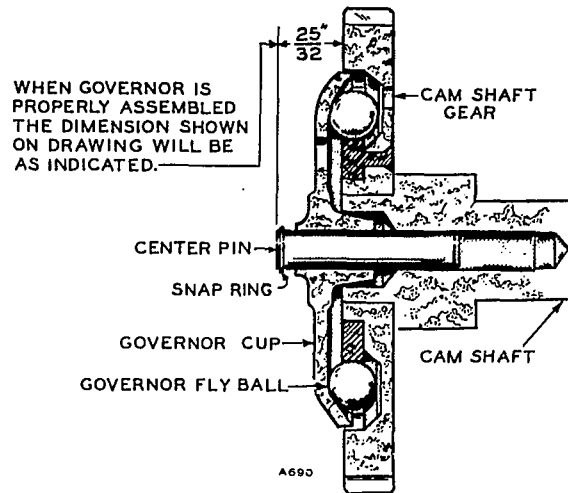 25"
32
WHEN GOVERNOR IS
PROPERLY ASSEMBLED
THE DIMENSION SHOWN
ON DRAWING WILL BE
AS INDICATED.
CAM SHAFT
GEAR
CENTER PIN
SNAP RING
GOVERNOR CUP
GOVERNOR FLY BALL
CAM SHAFT
A690